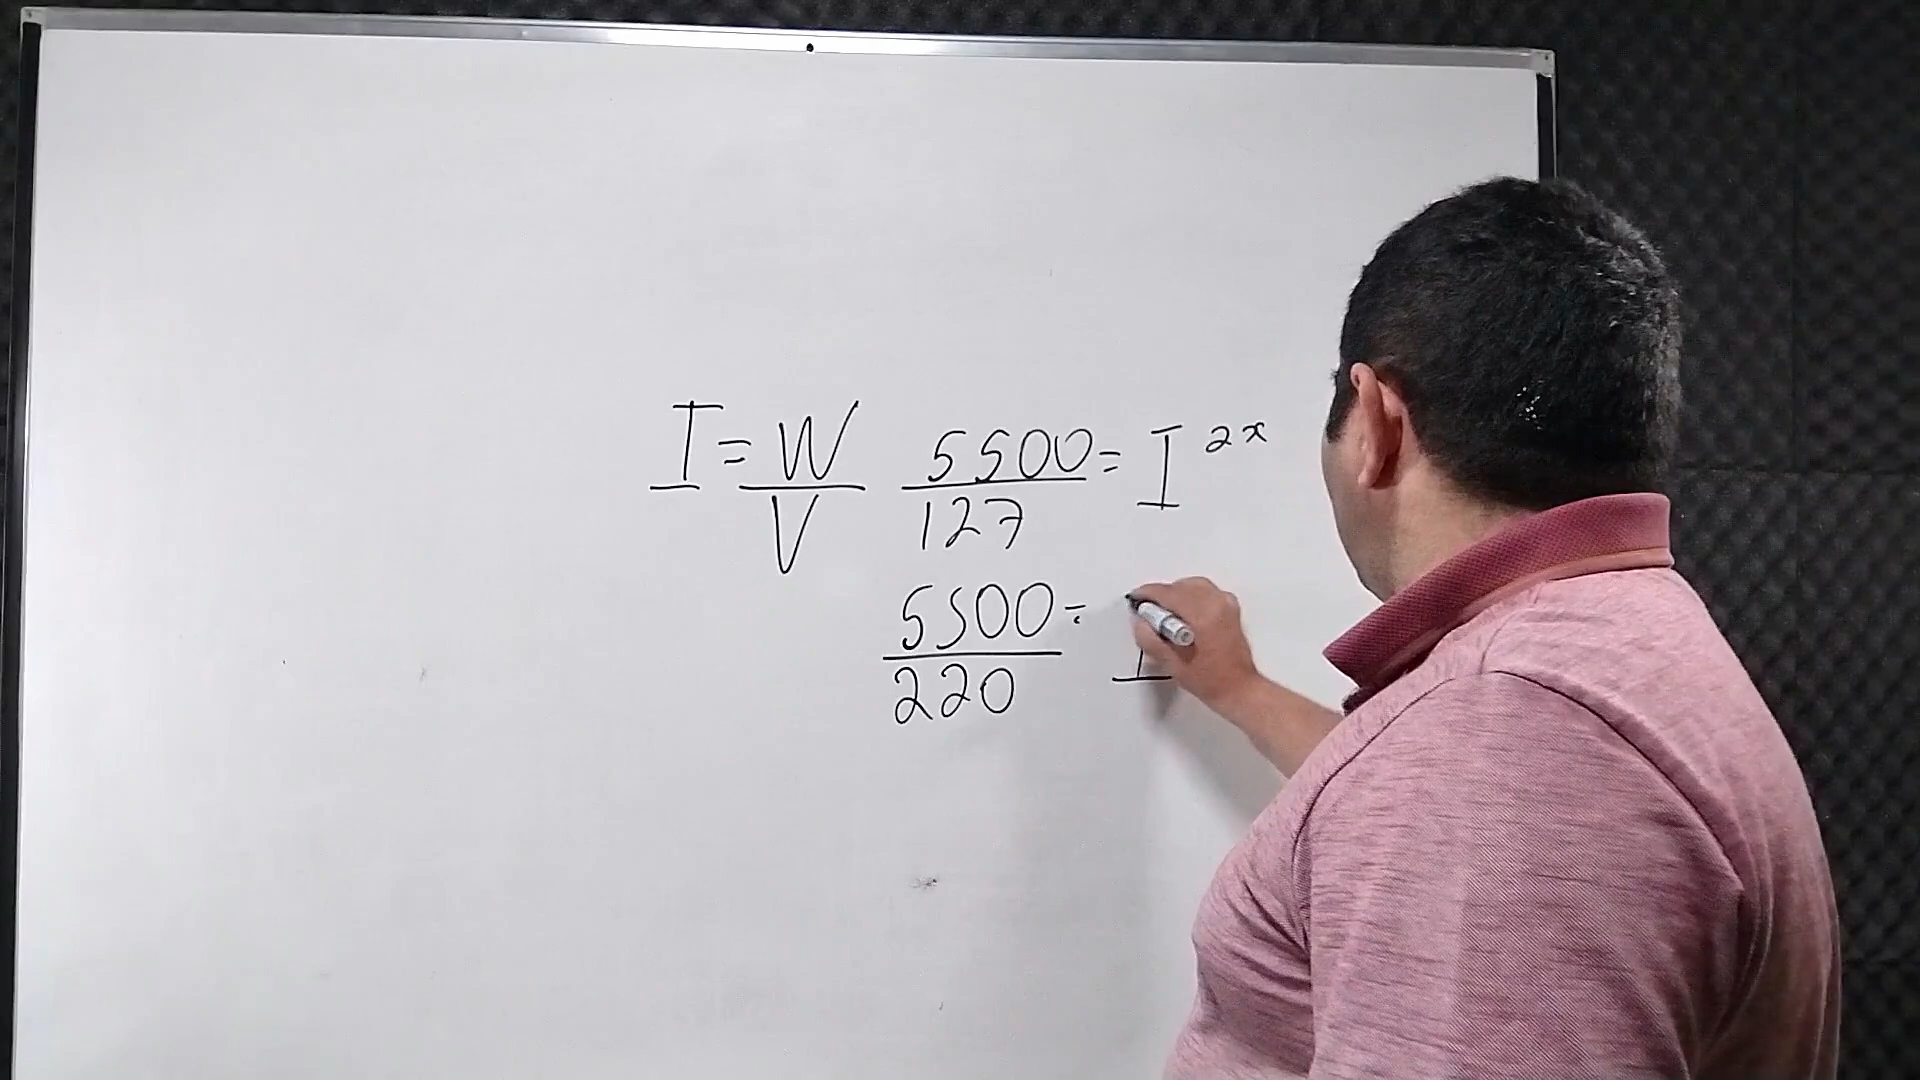 I = W/V 5500/127 = I 2x
5500/220 = I